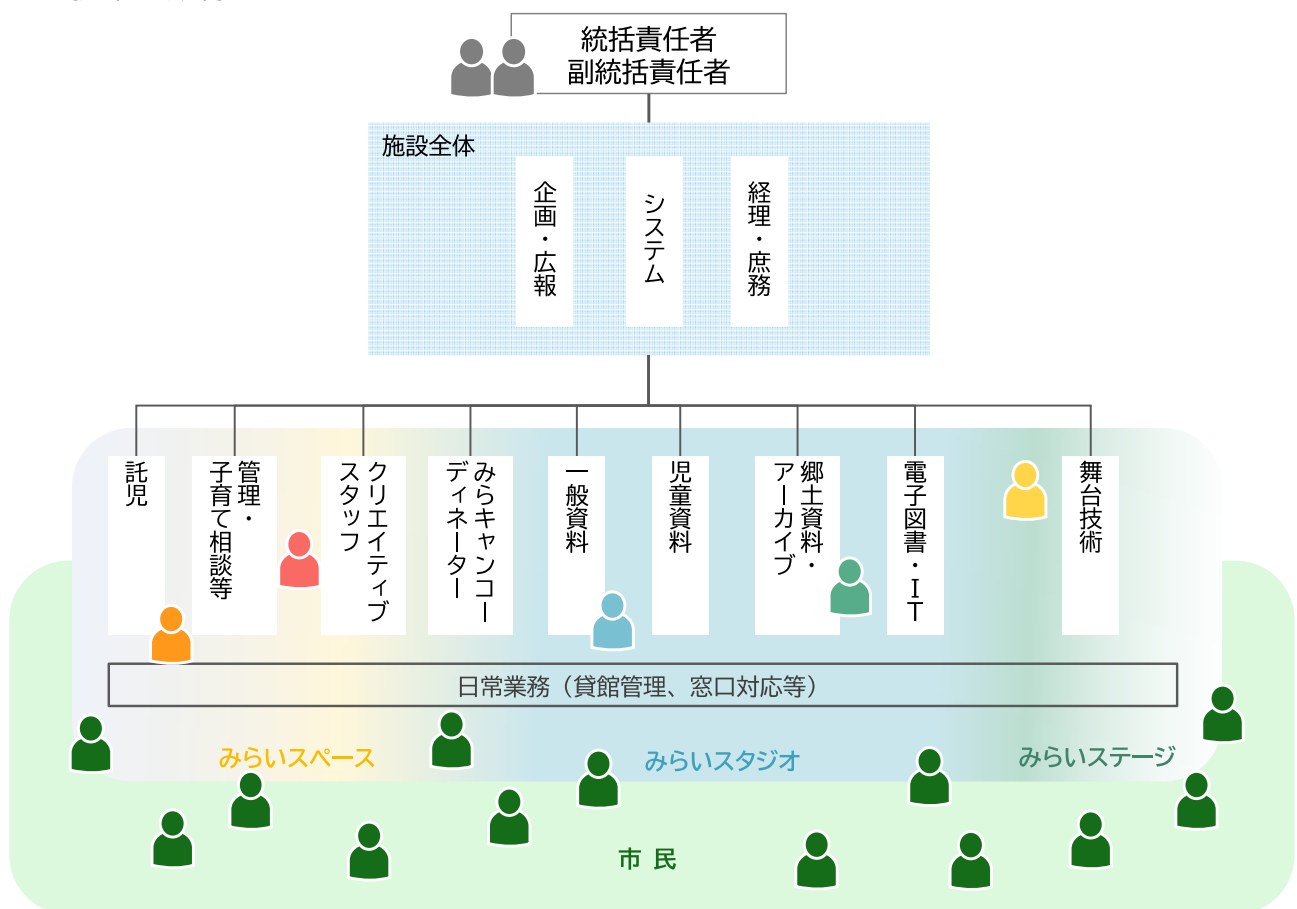 統括責任者
副統括責任者
施設全体
企画・広報
システム
経理・庶務
託児
管理・
子育て相談等
クリエイティブ
スタッフ
みらキャンコー
ディネーター
一般資料
児童資料
郷土資料・
アーカイブ
電子図書・IT
舞台技術
日常業務（貸館管理、窓口対応等）
みらいスペース
みらいスタジオ
みらいステージ
市民